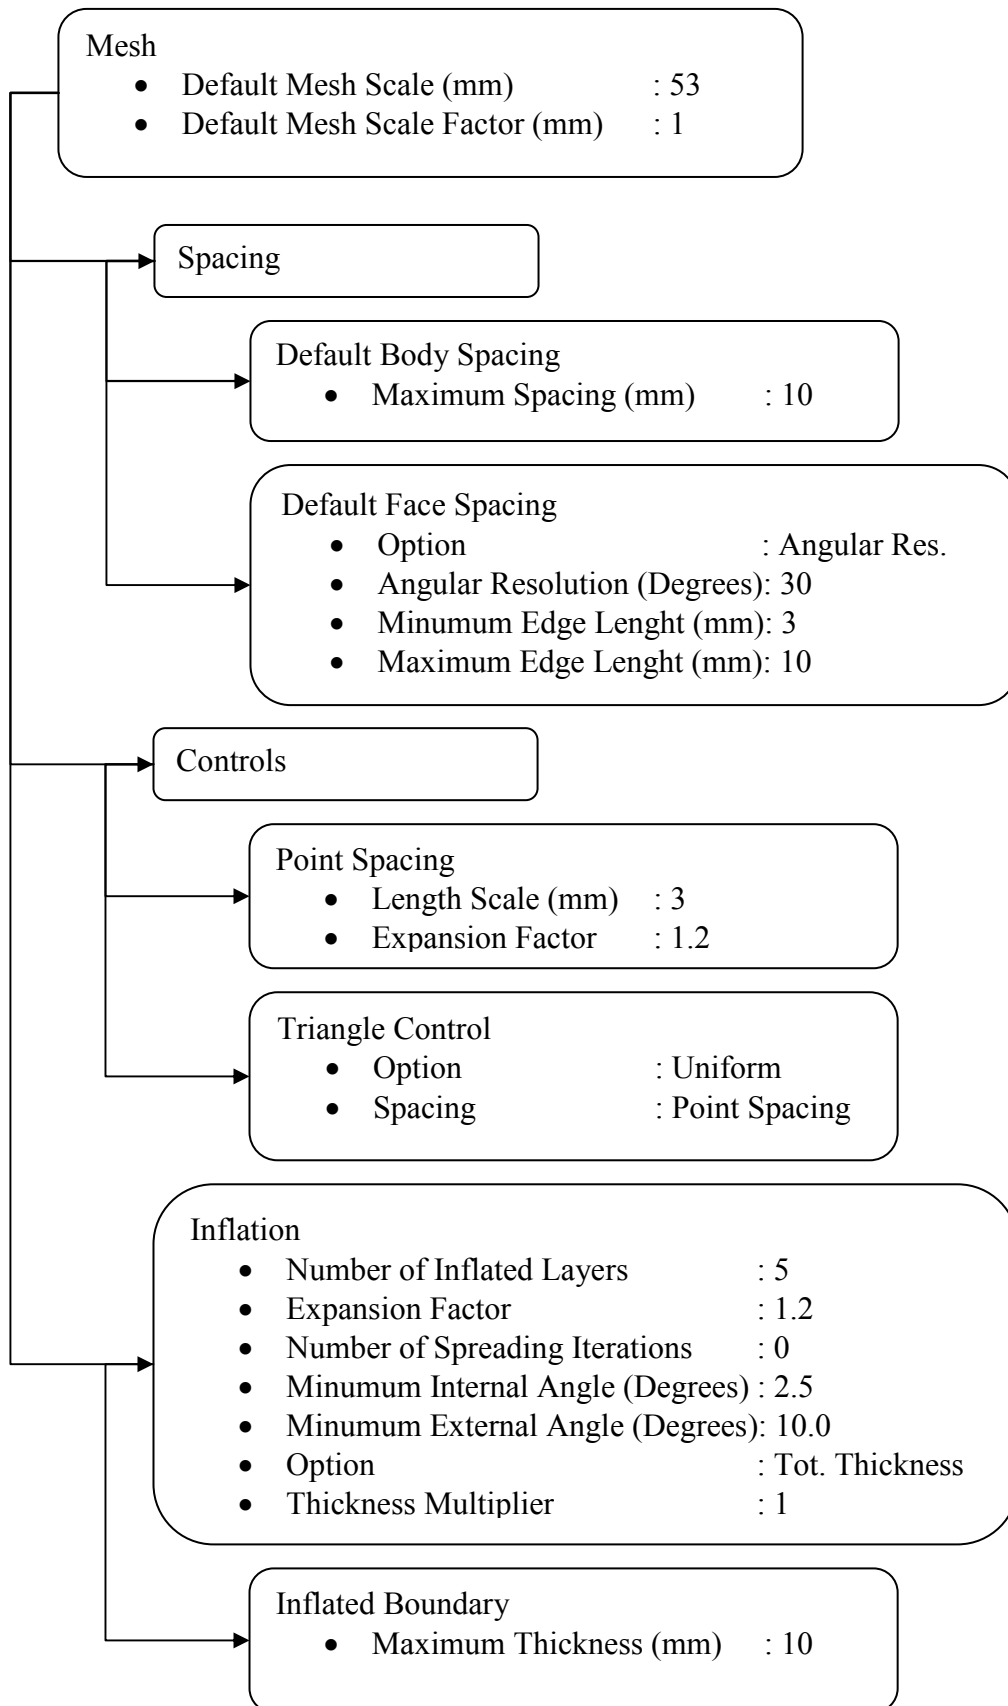 Mesh
• Default Mesh Scale (mm) : 53
• Default Mesh Scale Factor (mm) : 1
Spacing
Default Body Spacing
• Maximum Spacing (mm) : 10
Default Face Spacing
• Option : Angular Res.
• Angular Resolution (Degrees): 30
• Minumum Edge Lenght (mm): 3
• Maximum Edge Lenght (mm): 10
Controls
Point Spacing
• Length Scale (mm) : 3
• Expansion Factor : 1.2
Triangle Control
• Option : Uniform
• Spacing : Point Spacing
Inflation
• Number of Inflated Layers : 5
• Expansion Factor : 1.2
• Number of Spreading Iterations : 0
• Minumum Internal Angle (Degrees) : 2.5
• Minumum External Angle (Degrees): 10.0
• Option : Tot. Thickness
• Thickness Multiplier : 1
Inflated Boundary
• Maximum Thickness (mm) : 10